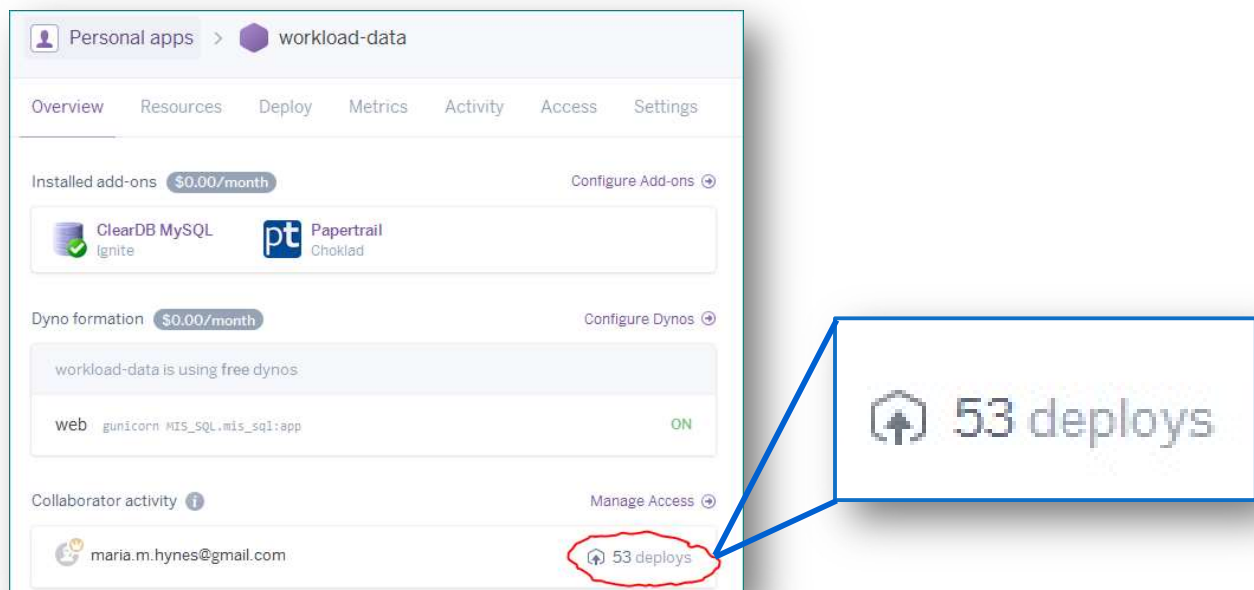 Personal apps > workload-data
Overview Resources Deploy Metrics Activity Access Settings
Installed add-ons $0.00/month Configure Add-ons
ClearDB MySQL
Ignite
pt
Papertrail
Choklad
Dyno formation $0.00/month Configure Dynos
workload-data is using free dynos
web gunicorn MIS_SQL.mis_sql:app ON
Collaborator activity Manage Access
maria.m.hynes@gmail.com 53 deploys
53 deploys